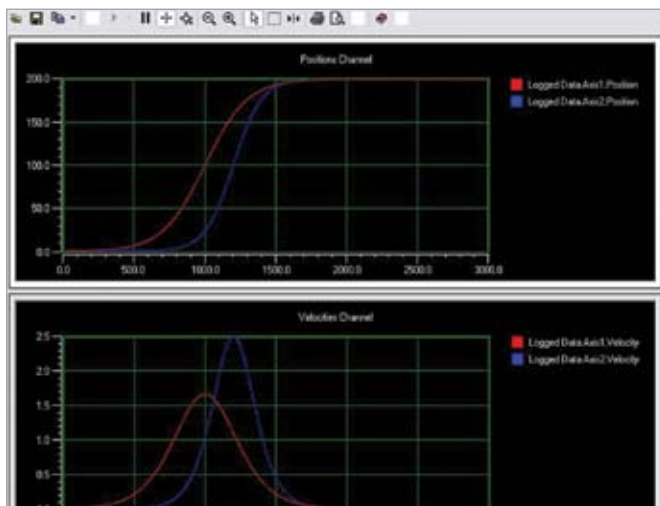 Positions Channel
200.0
150.0
100.0
50.0
0.0
0.0 500.0 1000.0 1500.0 2000.0 2500.0 3000.0
Logged Data Axis1.Position
Logged Data Axis2.Position
Velocities Channel
2.5
2.0
1.5
1.0
0.5
0.0
Logged Data Axis1.Velocity
Logged Data Axis2.Velocity